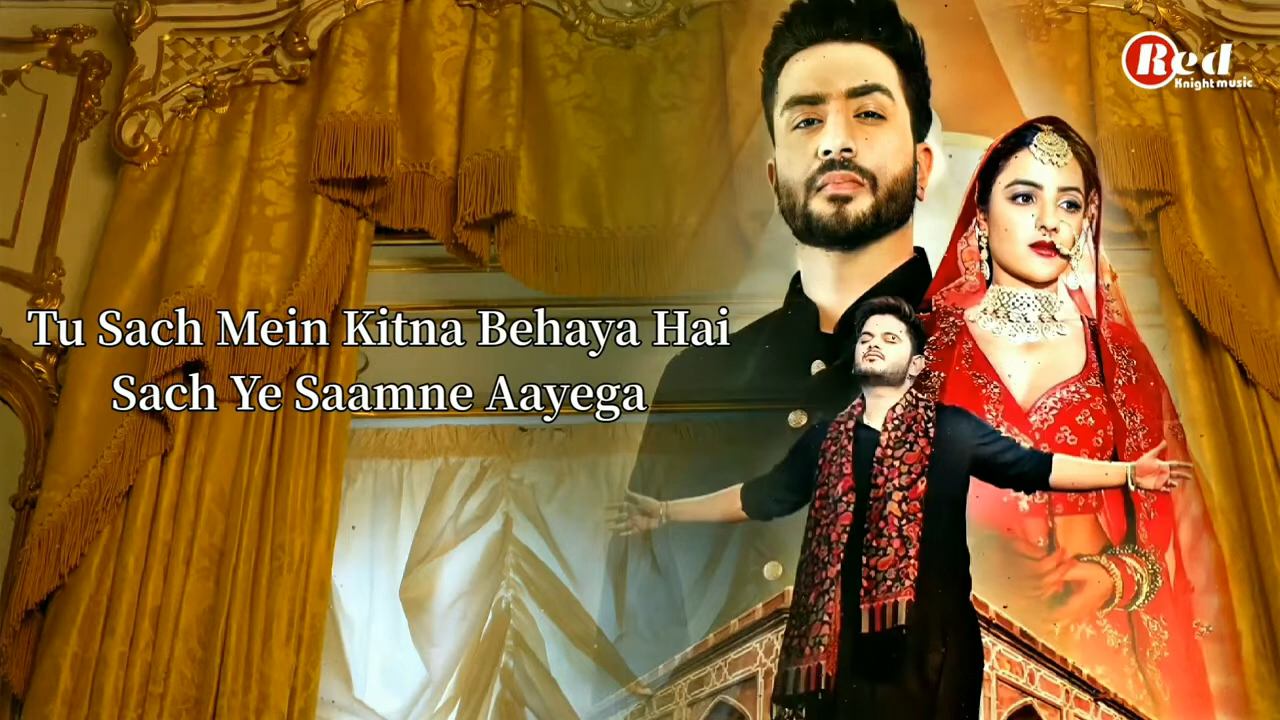 Red
Knight music
Tu Sach Mein Kitna Behaya Hai
Sach Ye Saamne Aayega